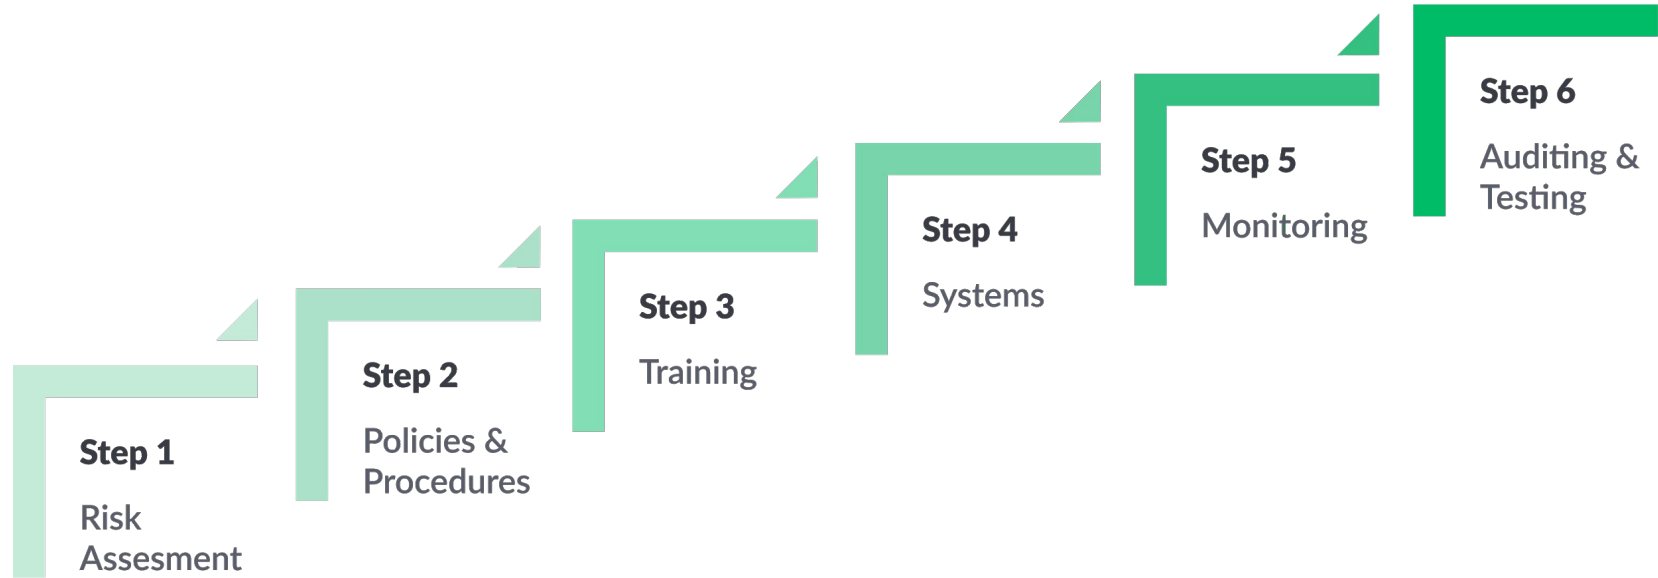 Step 1
Risk
Assesment
Step 2
Policies &
Procedures
Step 3
Training
Step 4
Systems
Step 5
Monitoring
Step 6
Auditing &
Testing